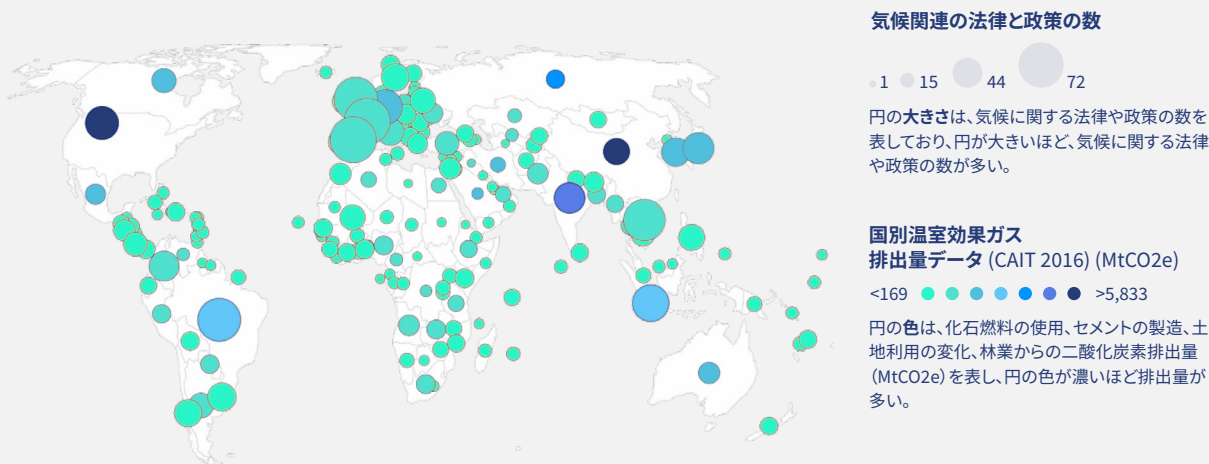 気候関連の法律と政策の数
1 15 44 72
円の大きさは、気候に関する法律や政策の数を
表しており、円が大きいほど、気候に関する法律
や政策の数が多い。
国別温室効果ガス
排出量データ (CAIT 2016) (MtCO2e)
<169 >5,833
円の色は、化石燃料の使用、セメントの製造、土
地利用の変化、林業からの二酸化炭素排出量
(MtCO2e)を表し、円の色が濃いほど排出量が
多い。